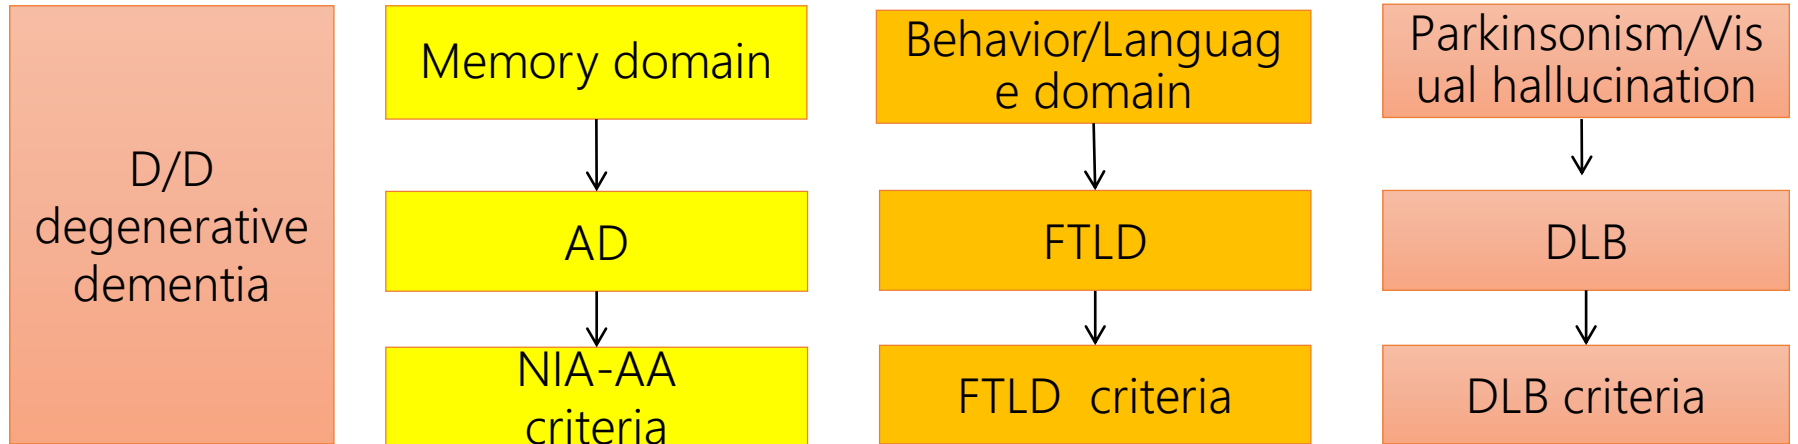 D/D
degenerative
dementia
Memory domain
AD
NIA-AA
criteria
Behavior/Languag
e domain
FTLD
FTLD criteria
Parkinsonism/Vis
ual hallucination
DLB
DLB criteria